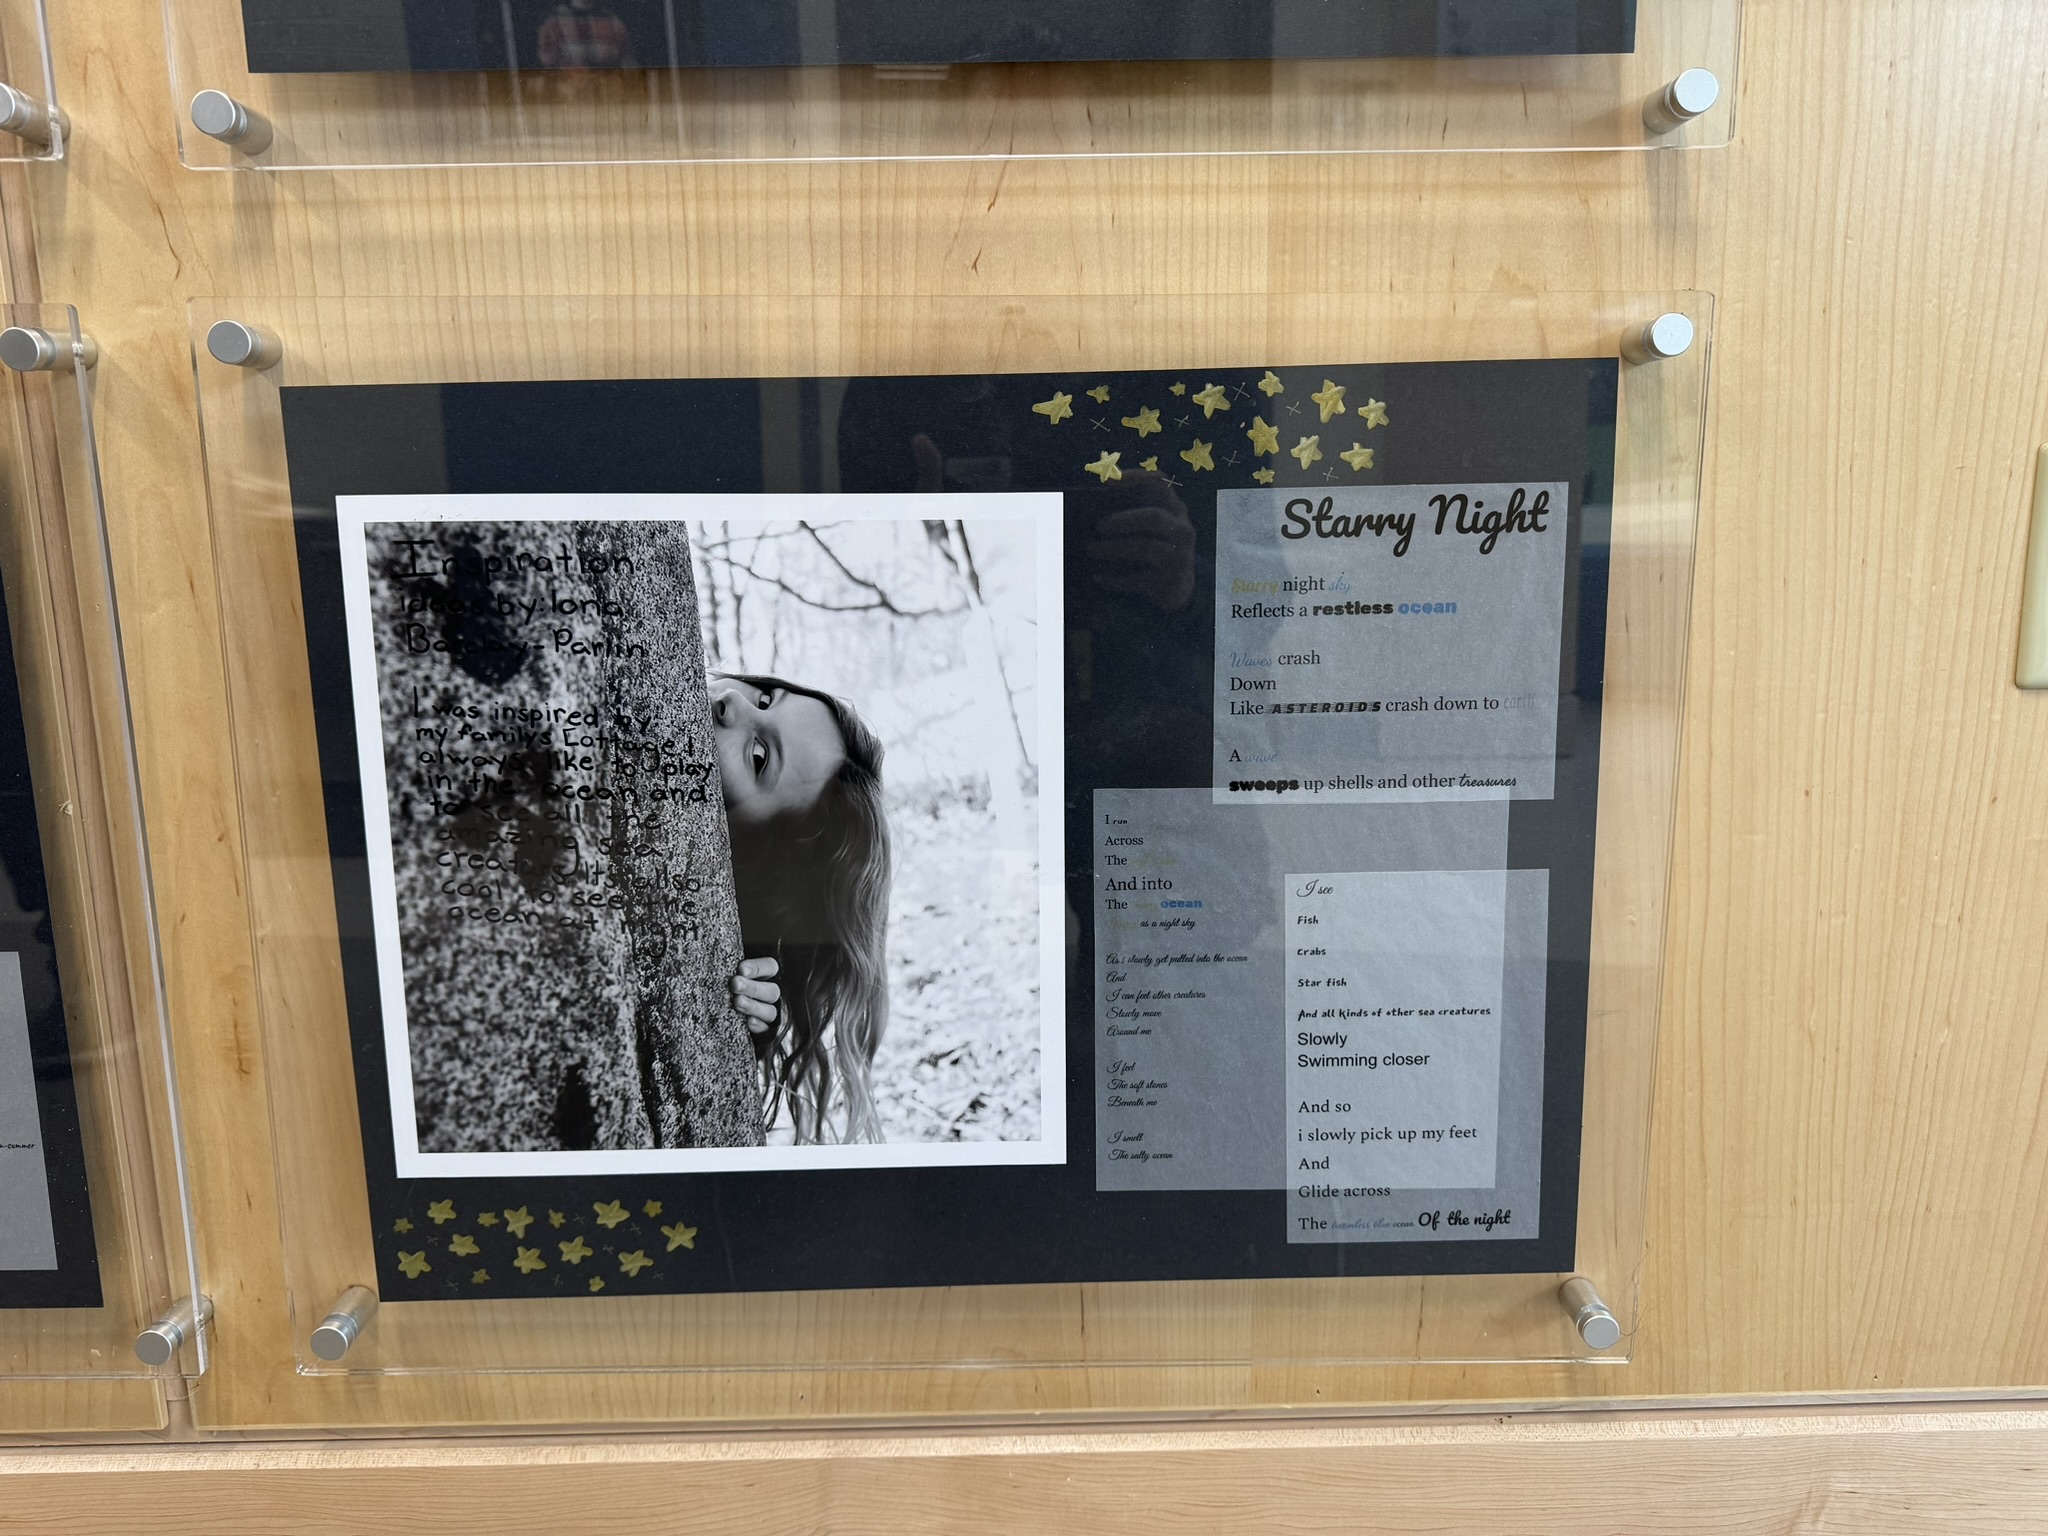 Inspiration
ideas by: Iona
Barclay-Parlin
I was inspired by
my familys Cottage I
always like to play
in the ocean and
to see all the
amazing sea
creature Its allso
cool to see the
ocean at night
Starry Night
Starry night sky
Reflects a restless ocean
Waves crash
Down
Like ASTEROIDS crash down to earth
A wave
sweeps up shells and other treasures
I run
Across
The
And into
The ocean
as a night sky
As i slowly get pulled into the ocean
And
I can feel other creatures
Slowly move
Around me
I feel
The soft stones
Beneath me
I smell
The salty ocean
I see
Fish
Crabs
Star fish
And all kinds of other sea creatures
Slowly
Swimming closer
And so
i slowly pick up my feet
And
Glide across
The blue ocean Of the night